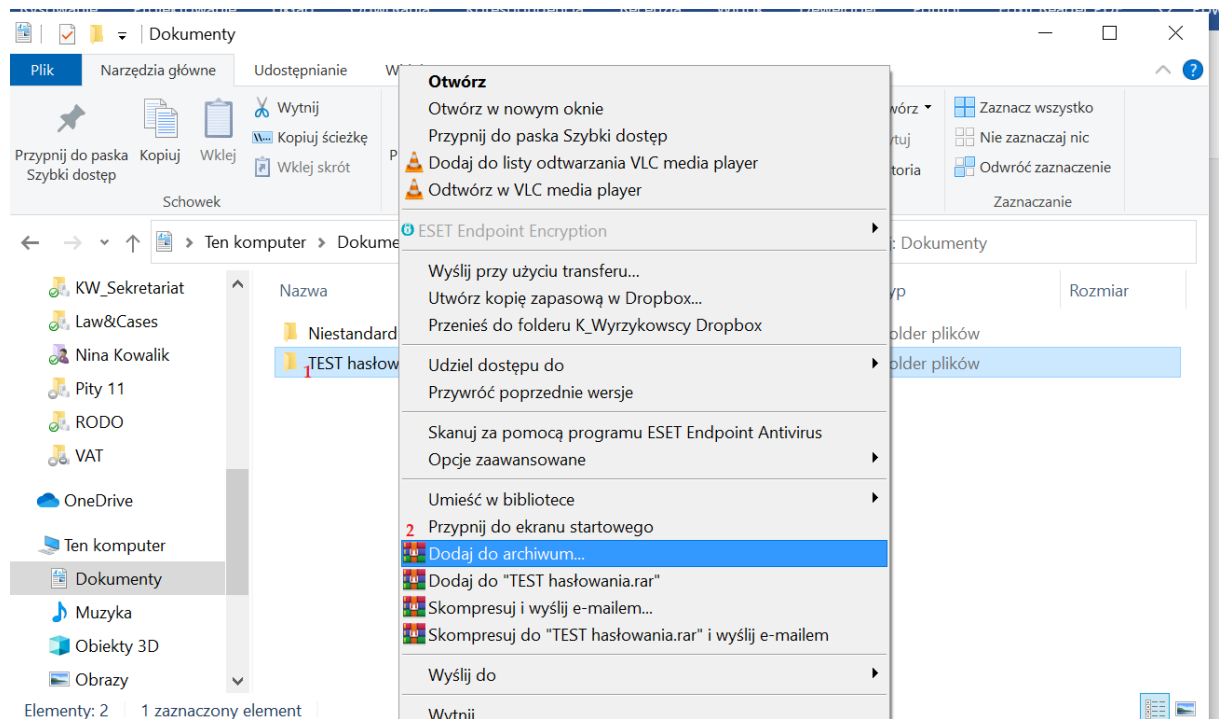 Dokumenty
Plik
Narzędzia główne
Udostępnianie
Przypnij do paska Szybki dostęp
Kopiuj
Wklej
Wytnij
Kopiuj ścieżkę
Wklej skrót
Schowek
Zaznacz wszystko
Nie zaznaczaj nic
Odwróć zaznaczenie
Zaznaczanie
Ten komputer
: Dokumenty
Nazwa
Rozmiar
KW_Sekretariat
Law&Cases
Nina Kowalik
Pity 11
RODO
VAT
OneDrive
Ten komputer
Dokumenty
Muzyka
Obiekty 3D
Obrazy
1
TEST
Otwórz
Otwórz w nowym oknie
Przypnij do paska Szybki dostęp
Dodaj do listy odtwarzania VLC media player
Odtwórz w VLC media player
ESET Endpoint Encryption
Wyślij przy użyciu transferu...
Utwórz kopię zapasową w Dropbox...
Przenieś do folderu K_Wyrzykowscy Dropbox
Udziel dostępu do
Przywróć poprzednie wersje
Skanuj za pomocą programu ESET Endpoint Antivirus
Opcje zaawansowane
Umieść w bibliotece
2
Przypnij do ekranu startowego
Dodaj do archiwum...
Dodaj do "TEST hasłowania.rar"
Skompresuj i wyślij e-mailem...
Skompresuj do "TEST hasłowania.rar" i wyślij e-mailem
Wyślij do
Wytnij
plików
plików
Elementy: 2
1 zaznaczony element